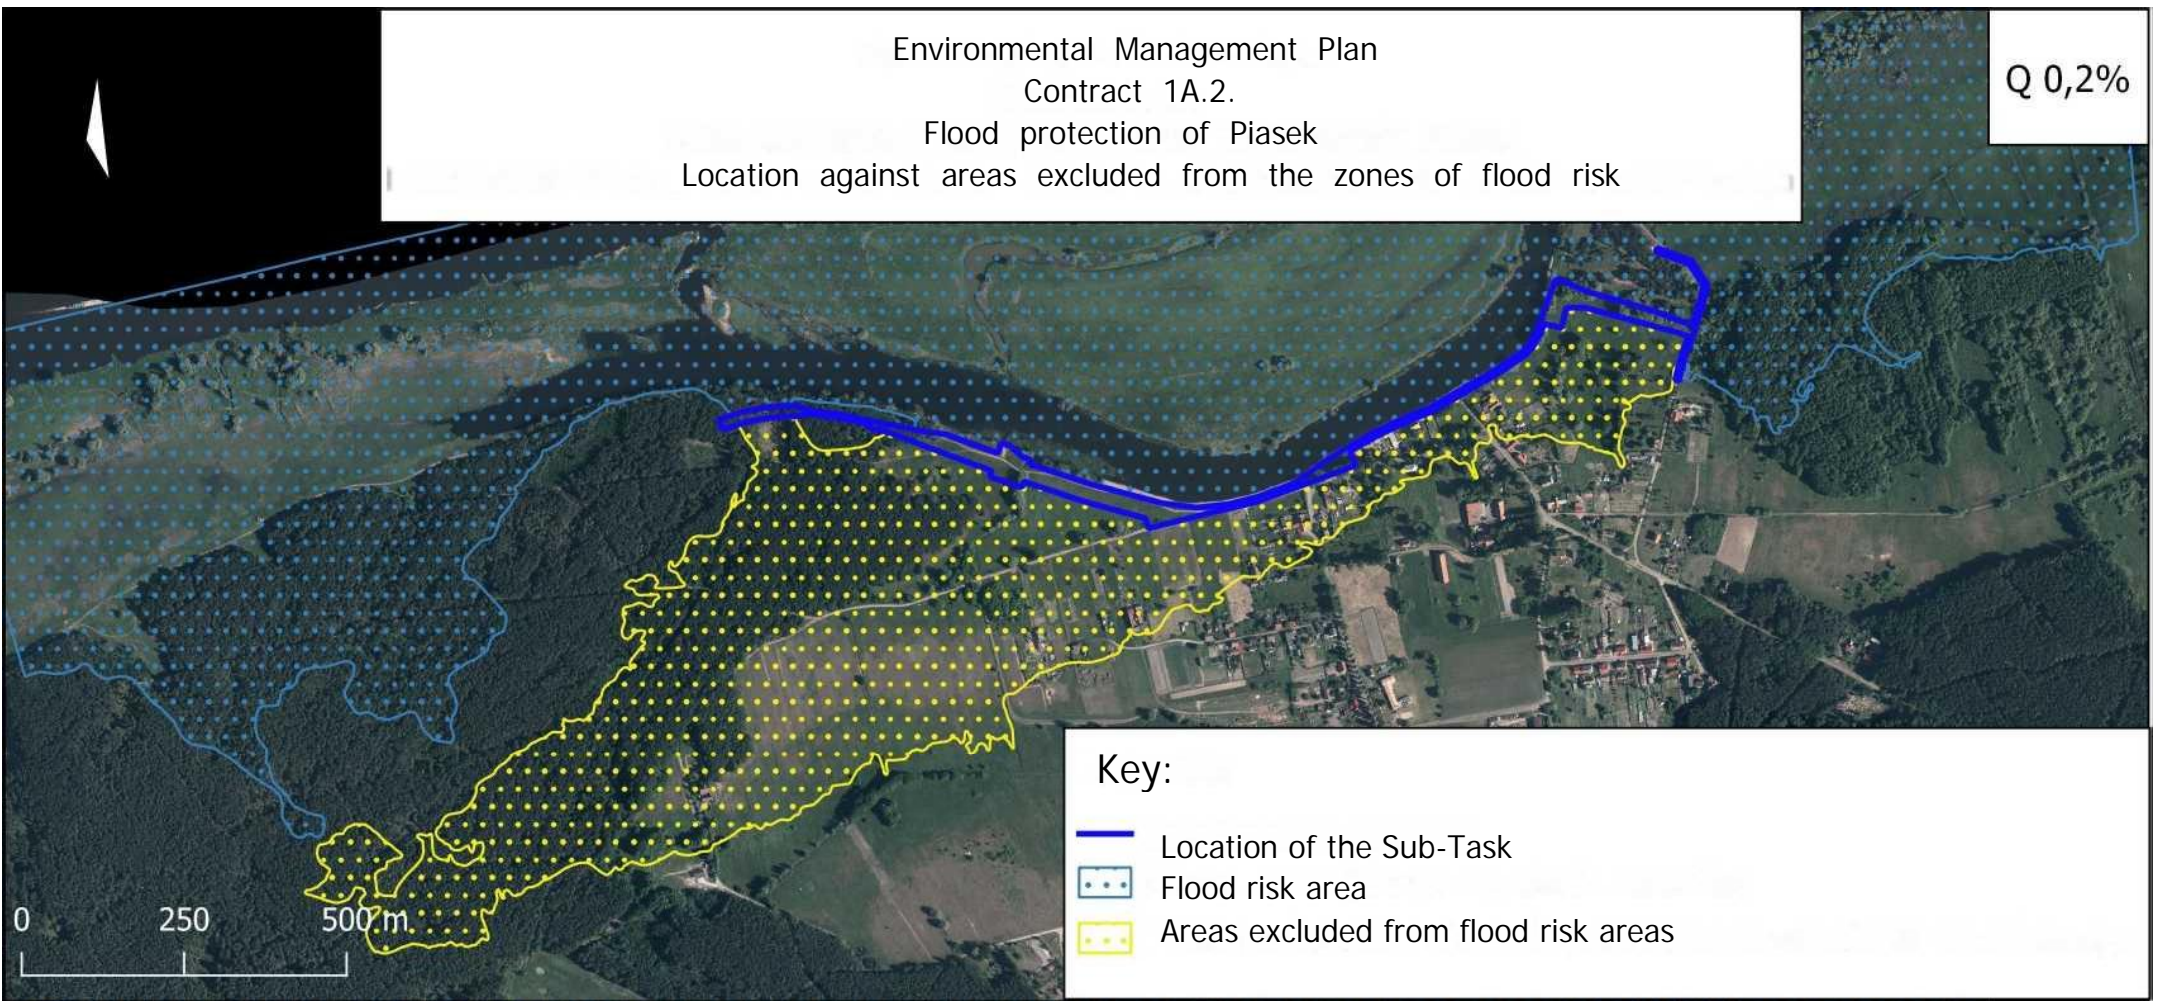 Environmental Management Plan
Contract 1A.2.
Flood protection of Piasek
Location against areas excluded from the zones of flood risk
Q 0,2%
Key:
Location of the Sub-Task
Flood risk area
Areas excluded from flood risk areas
0 250 500 m